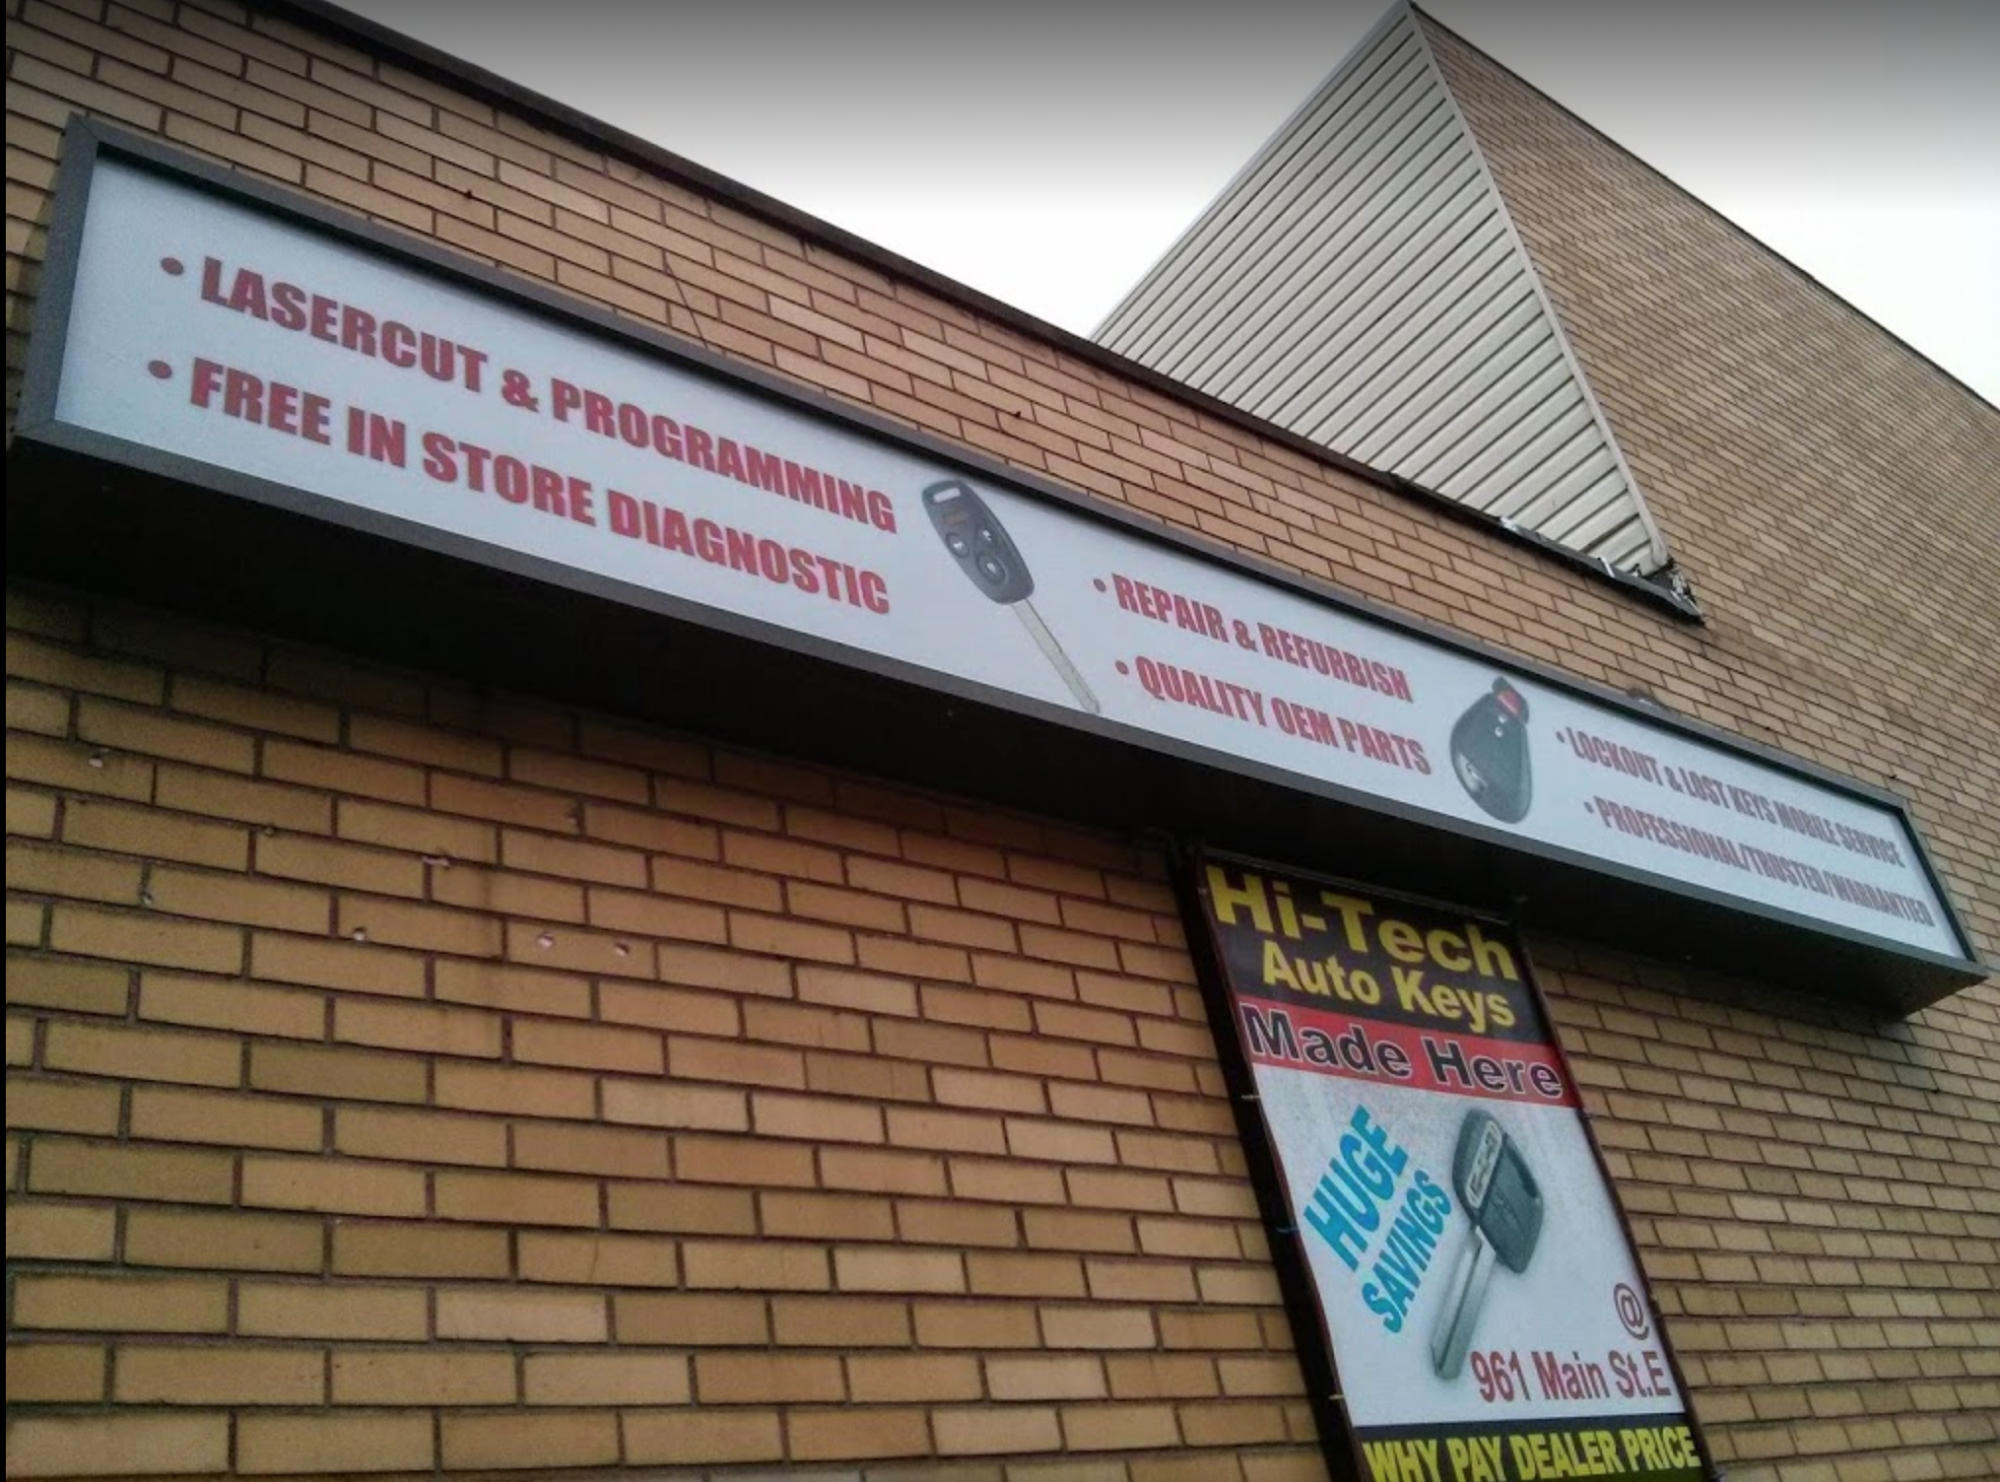 • LASERCUT & PROGRAMMING
• FREE IN STORE DIAGNOSTIC
• REPAIR & REFURBISH
• QUALITY OEM PARTS
• LOCKOUT & LOST KEYS MOBILE SERVICE
• PROFESSIONAL/TRUSTED/WARRANTIED
Hi-Tech
Auto Keys
Made Here
HUGE
SAVINGS
@
961 Main St.E
WHY PAY DEALER PRICE